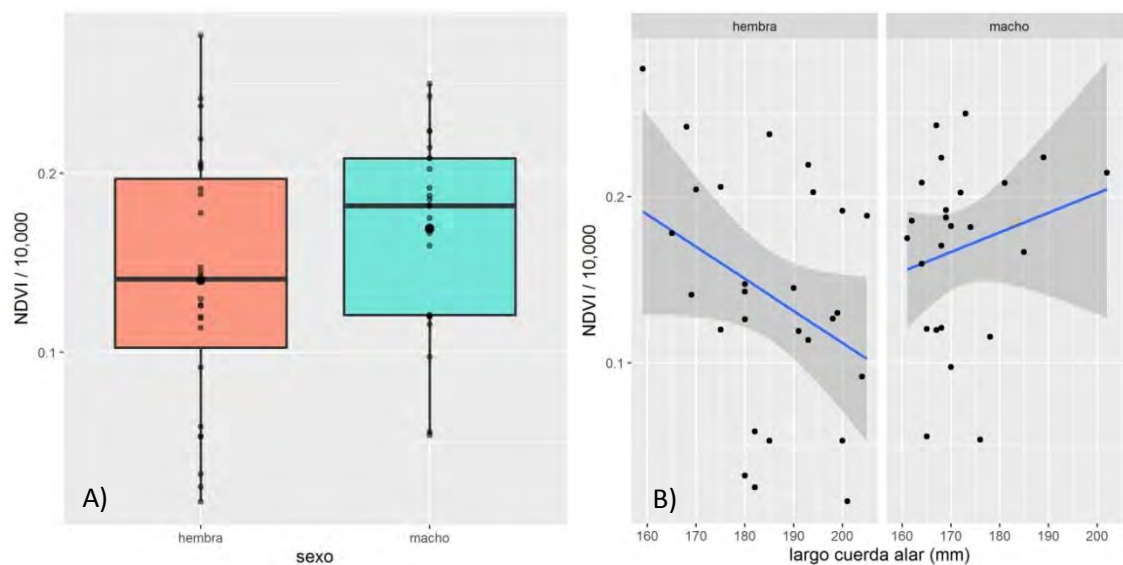 NDVI / 10,000
0.2
0.1
A)
hembra
macho
sexo
hembra
macho
NDVI / 10,000
0.2
0.1
B)
160 170 180 190 200
160 170 180 190 200
largo cuerda alar (mm)